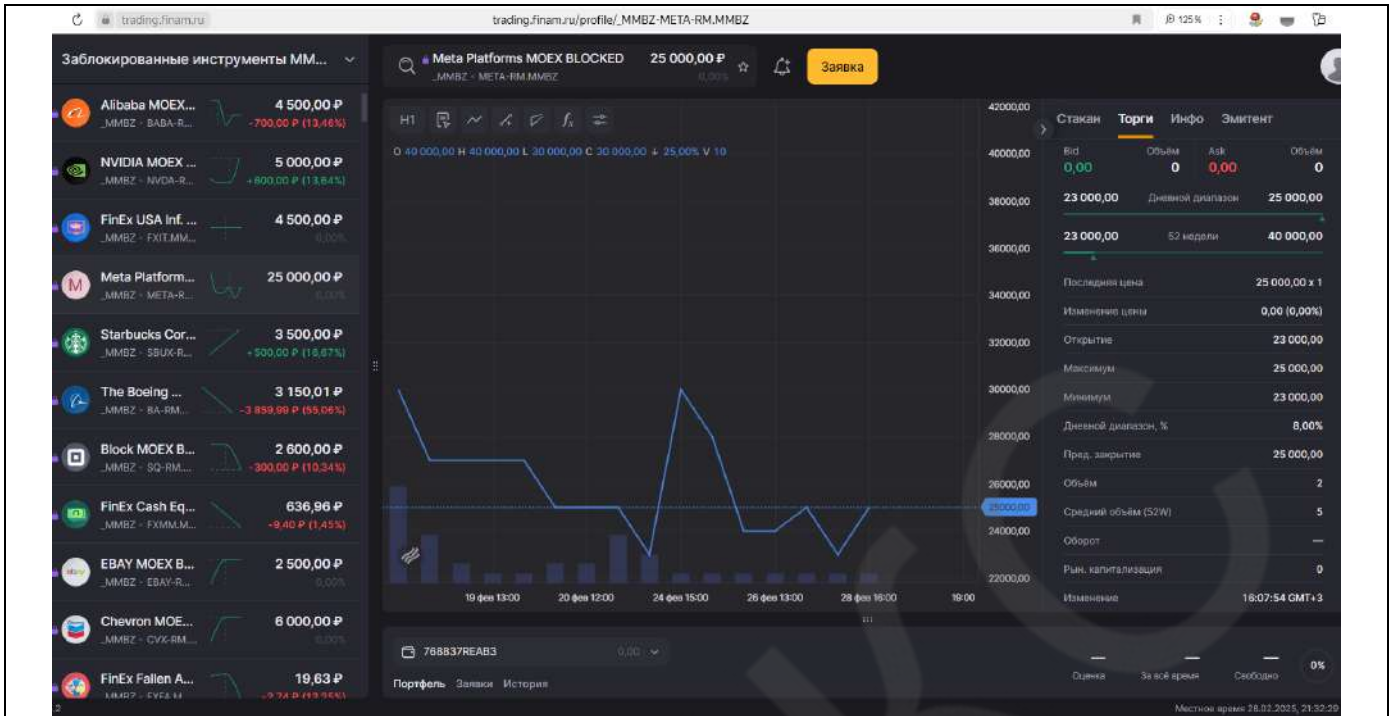 trading.finam.ru
trading.finam.ru/profile/_MMBZ-META-RM.MMBZ
125 %
Заблокированные инструменты MM...
Meta Platforms MOEX BLOCKED 25 000,00 ₽
_MMBZ - META-RM.MMBZ 0,00%
Заявка
Alibaba MOEX... 4 500,00 ₽
_MMBZ - BABA-R... -700,00 ₽ (13,46%)
NVIDIA MOEX ... 5 000,00 ₽
_MMBZ - NVDA-R... +600,00 ₽ (13,64%)
FinEx USA Inf. ... 4 500,00 ₽
_MMBZ - FXIT.MM... 0,00%
Meta Platform... 25 000,00 ₽
_MMBZ - META-R... 0,00%
Starbucks Cor... 3 500,00 ₽
_MMBZ - SBUX-R... +500,00 ₽ (16,67%)
The Boeing ... 3 150,01 ₽
_MMBZ - BA-RM... -3 859,99 ₽ (55,06%)
Block MOEX B... 2 600,00 ₽
_MMBZ - SQ-RM.... -300,00 ₽ (10,34%)
FinEx Cash Eq... 636,96 ₽
_MMBZ - FXMM.M... -9,40 ₽ (1,45%)
EBAY MOEX B... 2 500,00 ₽
_MMBZ - EBAY-R... 0,00%
Chevron MOE... 6 000,00 ₽
_MMBZ - CVX-RM.... 0,00%
FinEx Fallen A... 19,63 ₽
H1
O 40 000,00 H 40 000,00 L 30 000,00 C 30 000,00 ↓ 25,00% V 10
42000,00
40000,00
38000,00
36000,00
34000,00
32000,00
30000,00
28000,00
26000,00
25000,00
24000,00
22000,00
19 фев 13:00 20 фев 12:00 24 фев 15:00 26 фев 13:00 28 фев 16:00 19:00
Стакан Торги Инфо Эмитент
Bid Объём Ask Объём
0,00 0 0,00 0
23 000,00 Дневной диапазон 25 000,00
23 000,00 52 недели 40 000,00
Последняя цена 25 000,00 x 1
Изменение цены 0,00 (0,00%)
Открытие 23 000,00
Максимум 25 000,00
Минимум 23 000,00
Дневной диапазон, % 8,00%
Пред. закрытие 25 000,00
Объём 2
Средний объём (52W) 5
Оборот —
Рын. капитализация 0
Изменение 16:07:54 GMT+3
768837REAB3 0,00
Портфель Заявки История
— — — 0%
Оценка За всё время Свободно
Местное время 28.02.2025, 21:32:29